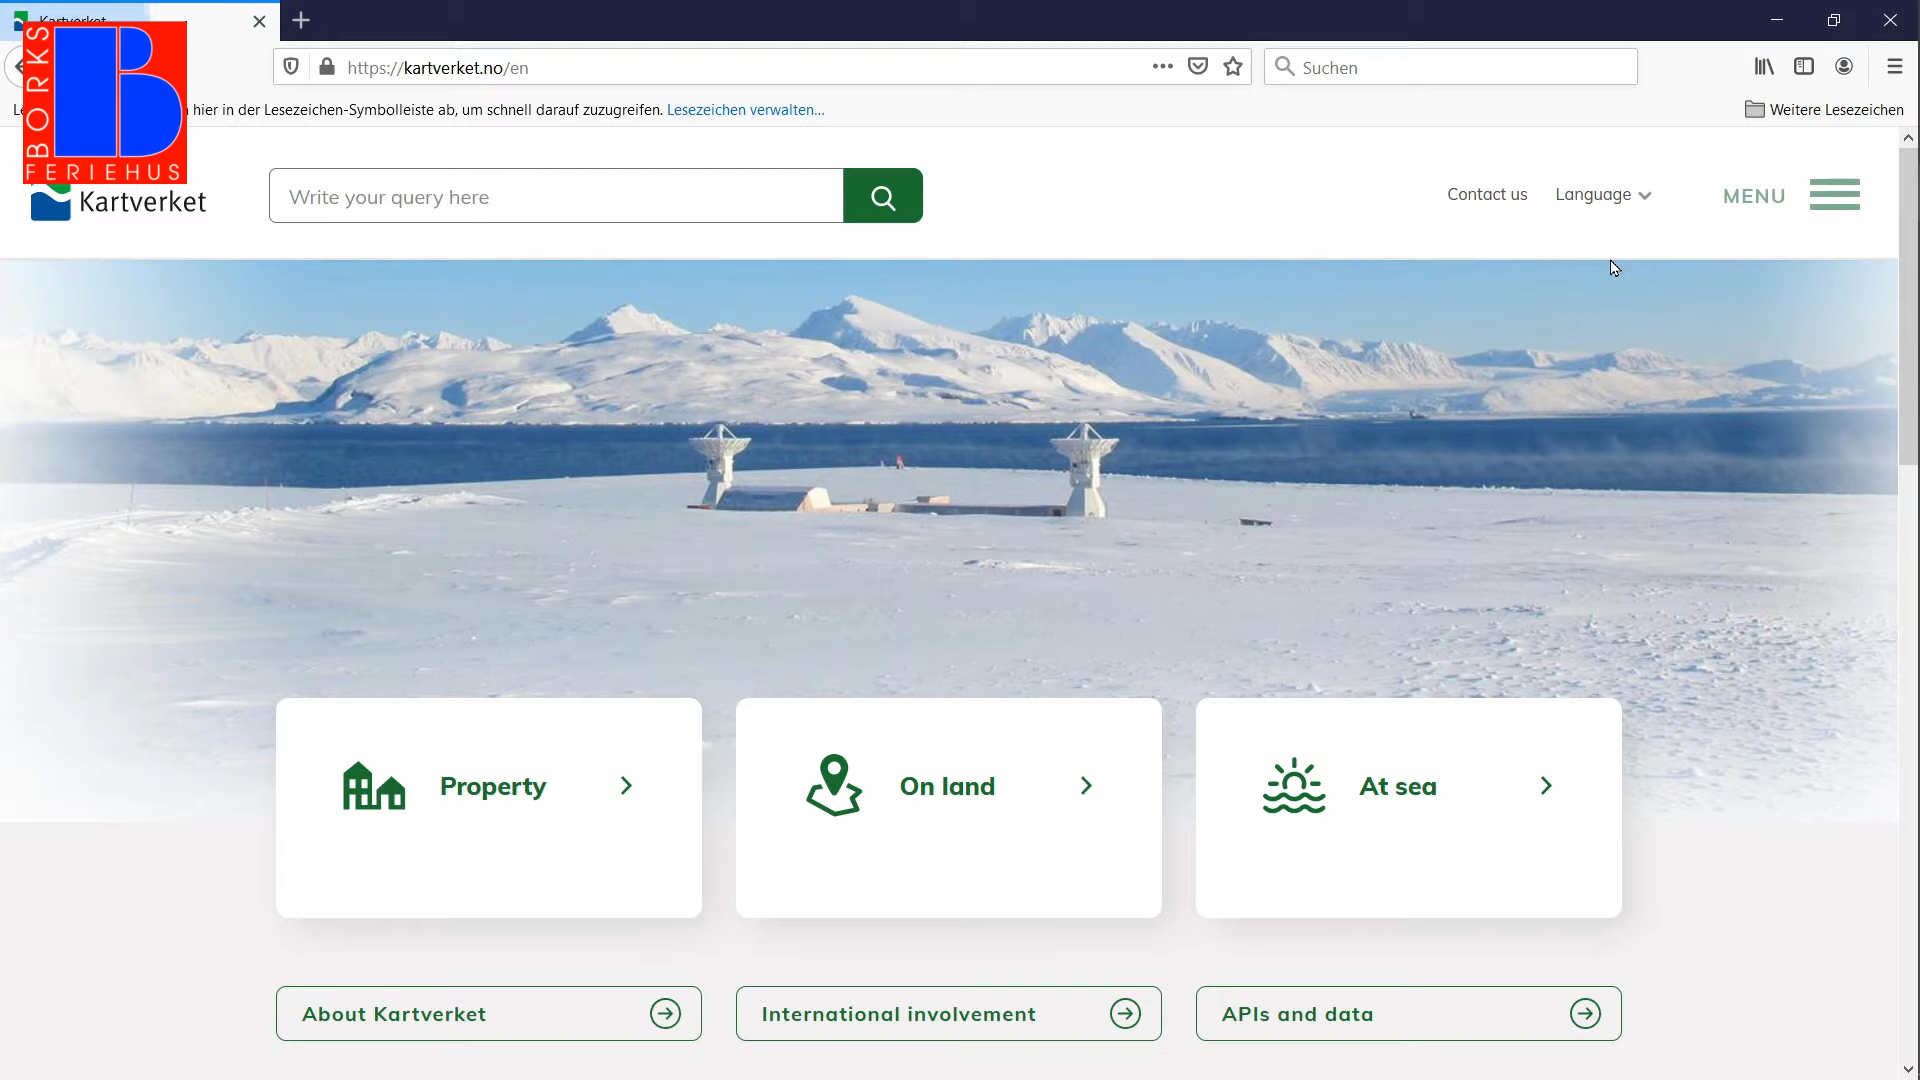 Kartverket
https://kartverket.no/en
Suchen
hier in der Lesezeichen-Symbolleiste ab, um schnell darauf zuzugreifen. Lesezeichen verwalten...
Weitere Lesezeichen
BORKS
B
FERIEHUS
Kartverket
Write your query here
Contact us
Language
MENU
Property
On land
At sea
About Kartverket
International involvement
APIs and data